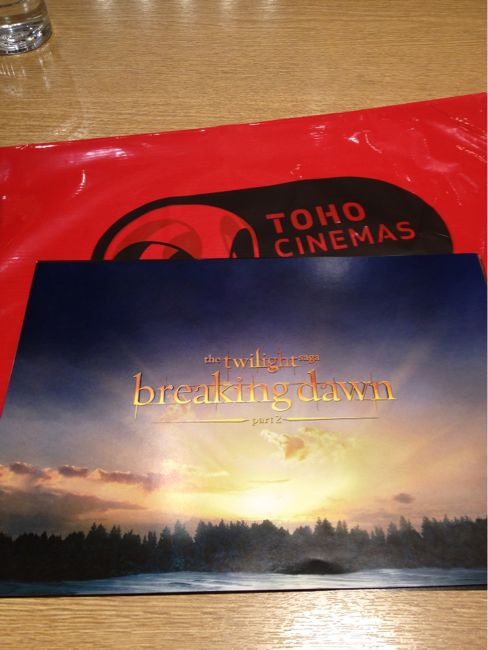 TOHO
CINEMAS
the twilight saga
breaking dawn
part 2